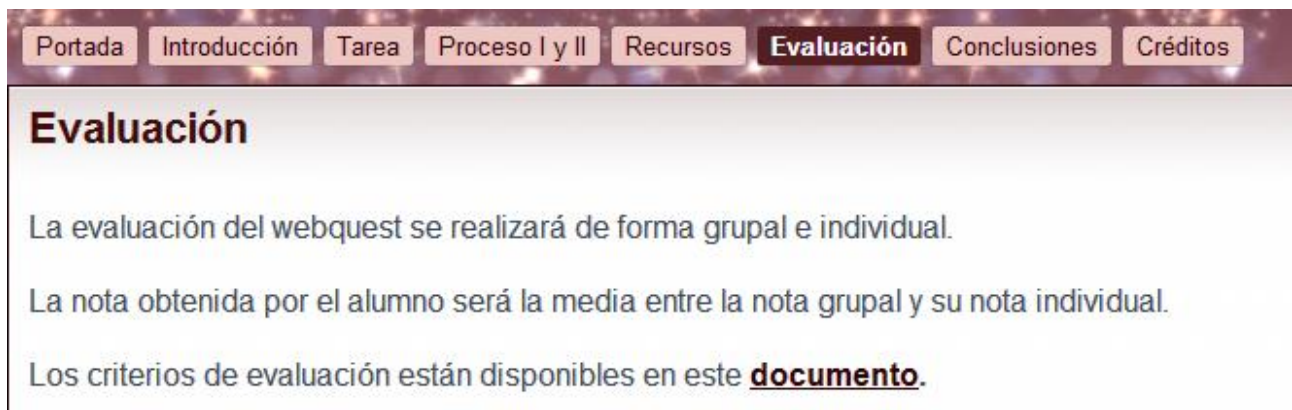 Portada Introducción Tarea Proceso I y II Recursos Evaluación Conclusiones Créditos
Evaluación
La evaluación del webquest se realizará de forma grupal e individual.
La nota obtenida por el alumno será la media entre la nota grupal y su nota individual.
Los criterios de evaluación están disponibles en este documento.